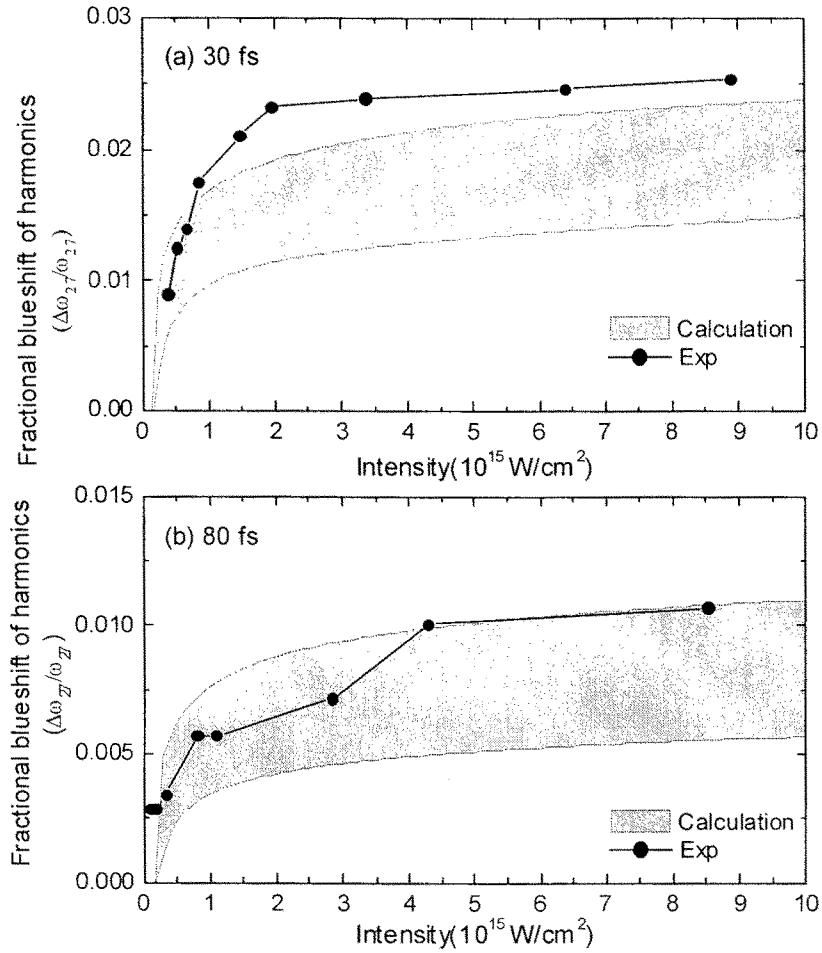 0.03
(a) 30 fs
0.02
0.01
0.00
Fractional blueshift of harmonics
(Δω27/ω27)
Calculation
Exp
0 1 2 3 4 5 6 7 8 9 10
Intensity(10^15 W/cm^2)
0.015
(b) 80 fs
0.010
0.005
0.000
Fractional blueshift of harmonics
(Δω27/ω27)
Calculation
Exp
0 1 2 3 4 5 6 7 8 9 10
Intensity(10^15 W/cm^2)